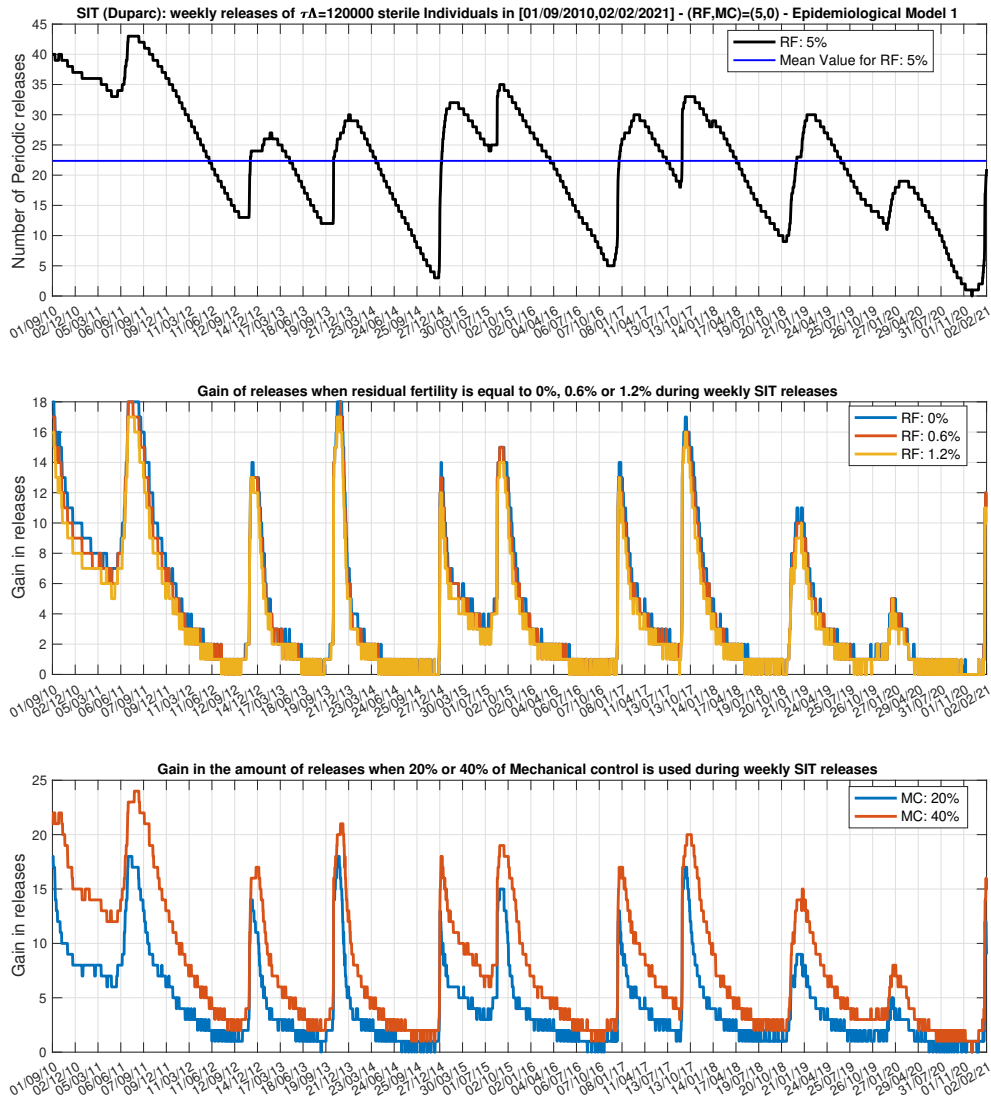 SIT (Duparc): weekly releases of τΛ=120000 sterile Individuals in [01/09/2010,02/02/2021] - (RF,MC)=(5,0) - Epidemiological Model 1
Number of Periodic releases
45
40
35
30
25
20
15
10
5
0
RF: 5%
Mean Value for RF: 5%
01/09/10 02/12/10 05/03/11 06/06/11 07/09/11 09/12/11 11/03/12 12/06/12 12/09/12 14/12/12 17/03/13 18/06/13 19/09/13 21/12/13 23/03/14 24/06/14 25/09/14 27/12/14 30/03/15 01/07/15 02/10/15 02/01/16 04/04/16 06/07/16 07/10/16 08/01/17 11/04/17 13/07/17 13/10/17 14/01/18 18/04/18 19/07/18 20/10/18 21/01/19 24/04/19 25/07/19 26/10/19 27/01/20 29/04/20 31/07/20 01/11/20 02/02/21
Gain of releases when residual fertility is equal to 0%, 0.6% or 1.2% during weekly SIT releases
Gain in releases
18
16
14
12
10
8
6
4
2
0
RF: 0%
RF: 0.6%
RF: 1.2%
01/09/10 02/12/10 05/03/11 06/06/11 07/09/11 09/12/11 11/03/12 12/06/12 12/09/12 14/12/12 17/03/13 18/06/13 19/09/13 21/12/13 23/03/14 24/06/14 25/09/14 27/12/14 30/03/15 01/07/15 02/10/15 02/01/16 04/04/16 06/07/16 07/10/16 08/01/17 11/04/17 13/07/17 13/10/17 14/01/18 18/04/18 19/07/18 20/10/18 21/01/19 24/04/19 25/07/19 26/10/19 27/01/20 29/04/20 31/07/20 01/11/20 02/02/21
Gain in the amount of releases when 20% or 40% of Mechanical control is used during weekly SIT releases
Gain in releases
25
20
15
10
5
0
MC: 20%
MC: 40%
01/09/10 02/12/10 05/03/11 06/06/11 07/09/11 09/12/11 11/03/12 12/06/12 12/09/12 14/12/12 17/03/13 18/06/13 19/09/13 21/12/13 23/03/14 24/06/14 25/09/14 27/12/14 30/03/15 01/07/15 02/10/15 02/01/16 04/04/16 06/07/16 07/10/16 08/01/17 11/04/17 13/07/17 13/10/17 14/01/18 18/04/18 19/07/18 20/10/18 21/01/19 24/04/19 25/07/19 26/10/19 27/01/20 29/04/20 31/07/20 01/11/20 02/02/21